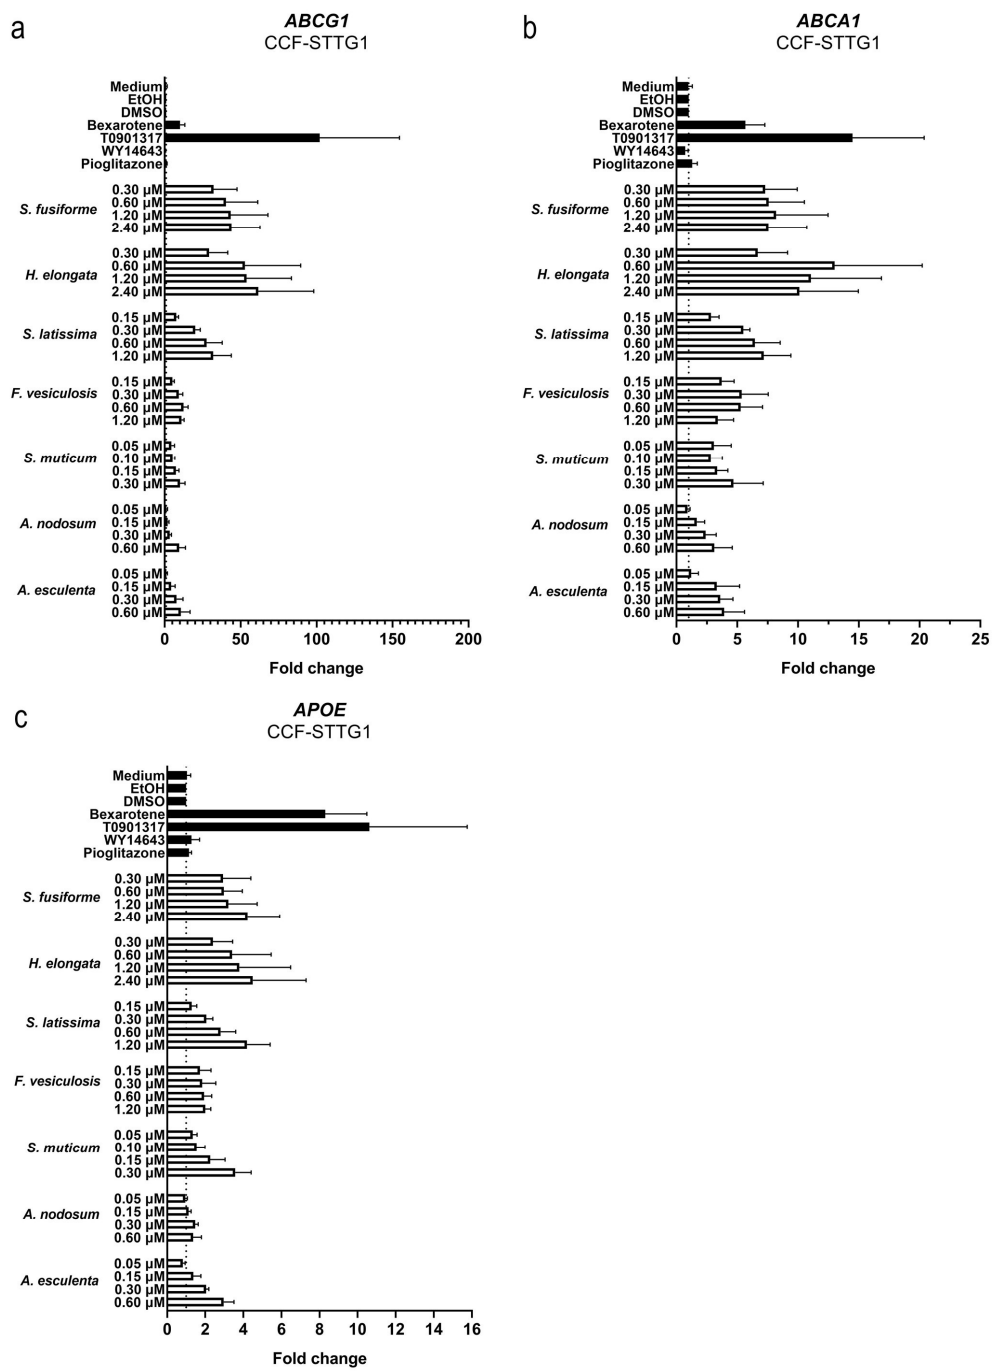 a
ABCG1
CCF-STTG1
Medium
EtOH
DMSO
Bexarotene
T0901317
WY14643
Pioglitazone
S. fusiforme
0.30 µM
0.60 µM
1.20 µM
2.40 µM
H. elongata
0.30 µM
0.60 µM
1.20 µM
2.40 µM
S. latissima
0.15 µM
0.30 µM
0.60 µM
1.20 µM
F. vesiculosis
0.15 µM
0.30 µM
0.60 µM
1.20 µM
S. muticum
0.05 µM
0.10 µM
0.15 µM
0.30 µM
A. nodosum
0.05 µM
0.15 µM
0.30 µM
0.60 µM
A. esculenta
0.05 µM
0.15 µM
0.30 µM
0.60 µM
0 50 100 150 200
Fold change
b
ABCA1
CCF-STTG1
Medium
EtOH
DMSO
Bexarotene
T0901317
WY14643
Pioglitazone
S. fusiforme
0.30 µM
0.60 µM
1.20 µM
2.40 µM
H. elongata
0.30 µM
0.60 µM
1.20 µM
2.40 µM
S. latissima
0.15 µM
0.30 µM
0.60 µM
1.20 µM
F. vesiculosis
0.15 µM
0.30 µM
0.60 µM
1.20 µM
S. muticum
0.05 µM
0.10 µM
0.15 µM
0.30 µM
A. nodosum
0.05 µM
0.15 µM
0.30 µM
0.60 µM
A. esculenta
0.05 µM
0.15 µM
0.30 µM
0.60 µM
0 5 10 15 20 25
Fold change
c
APOE
CCF-STTG1
Medium
EtOH
DMSO
Bexarotene
T0901317
WY14643
Pioglitazone
S. fusiforme
0.30 µM
0.60 µM
1.20 µM
2.40 µM
H. elongata
0.30 µM
0.60 µM
1.20 µM
2.40 µM
S. latissima
0.15 µM
0.30 µM
0.60 µM
1.20 µM
F. vesiculosis
0.15 µM
0.30 µM
0.60 µM
1.20 µM
S. muticum
0.05 µM
0.10 µM
0.15 µM
0.30 µM
A. nodosum
0.05 µM
0.15 µM
0.30 µM
0.60 µM
A. esculenta
0.05 µM
0.15 µM
0.30 µM
0.60 µM
0 2 4 6 8 10 12 14 16
Fold change